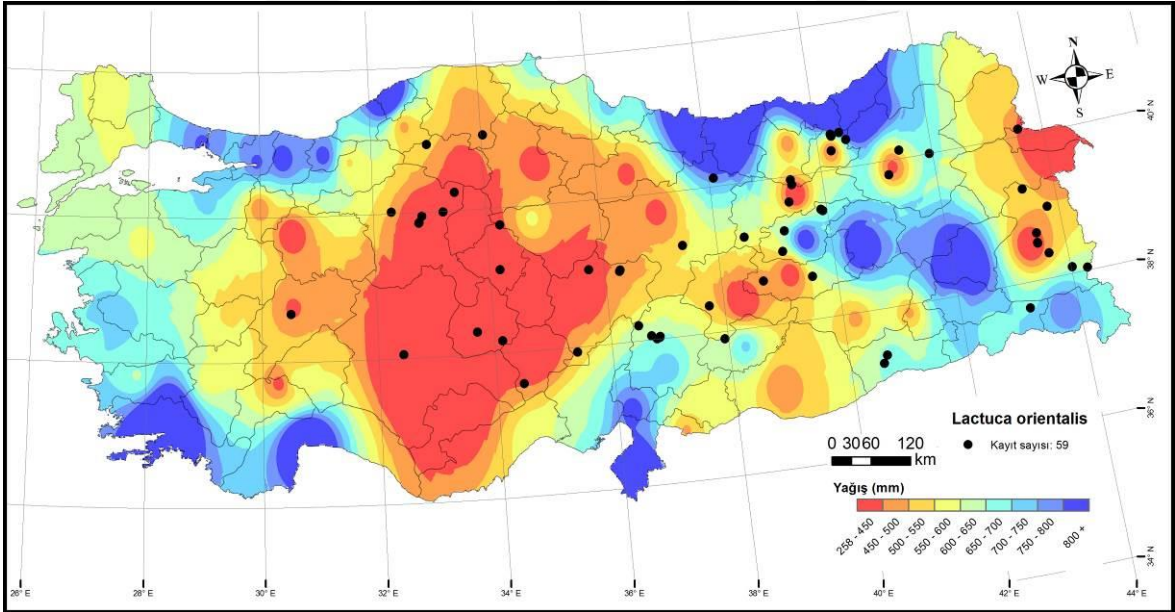 N
W E
S
40°N
38°N
36°N
34°N
Lactuca orientalis
Kayıt sayısı: 59
0 30 60 120
km
Yağış (mm)
258 - 450
450 - 500
500 - 550
550 - 600
600 - 650
650 - 700
700 - 750
750 - 800
800 +
26° E 28° E 30° E 32° E 34° E 36° E 38° E 40° E 42° E 44° E